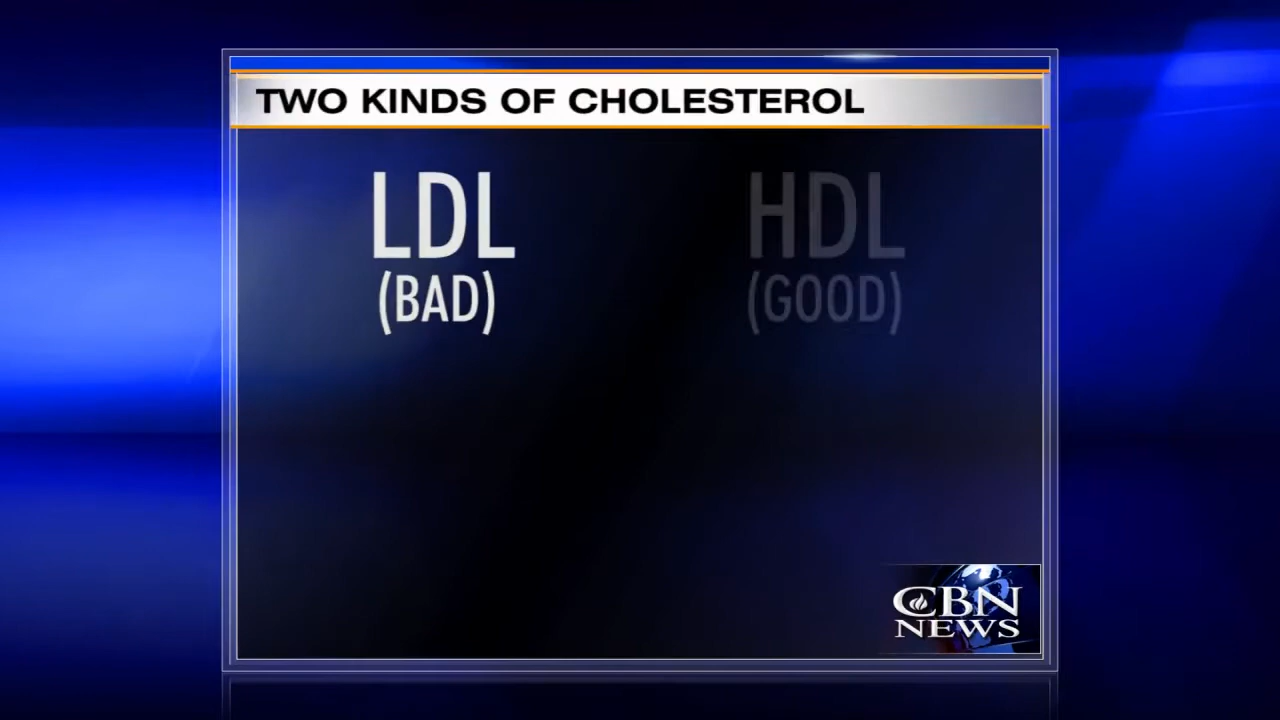 TWO KINDS OF CHOLESTEROL
LDL
(BAD)
HDL
(GOOD)
CBN
NEWS